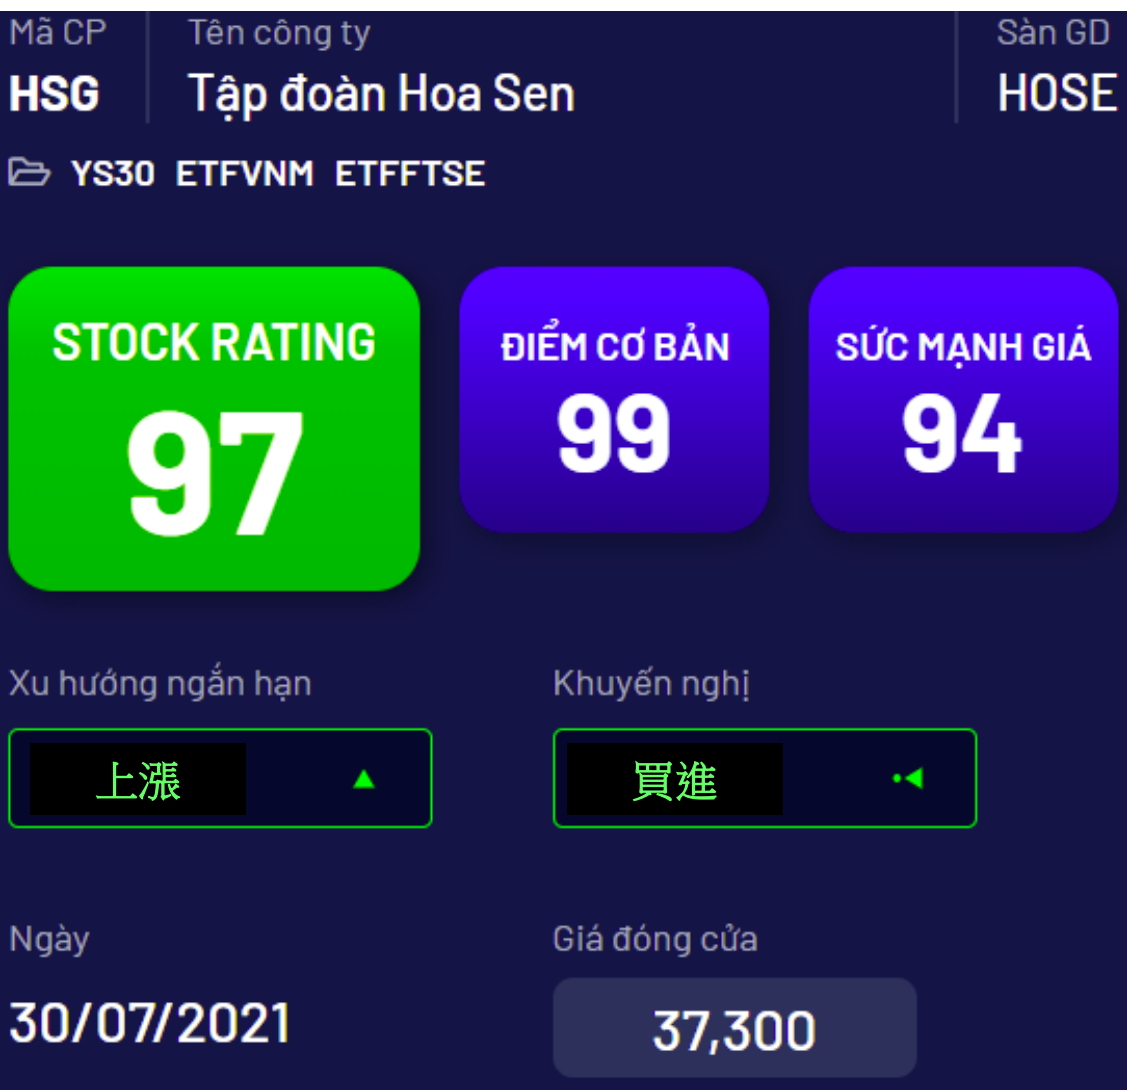 Mã CP Tên công ty Sàn GD
HSG Tập đoàn Hoa Sen HOSE
YS30 ETFVNM ETFFTSE
STOCK RATING ĐIỂM CƠ BẢN SỨC MẠNH GIÁ
97 99 94
Xu hướng ngắn hạn Khuyến nghị
上漲 買進
Ngày Giá đóng cửa
30/07/2021 37,300